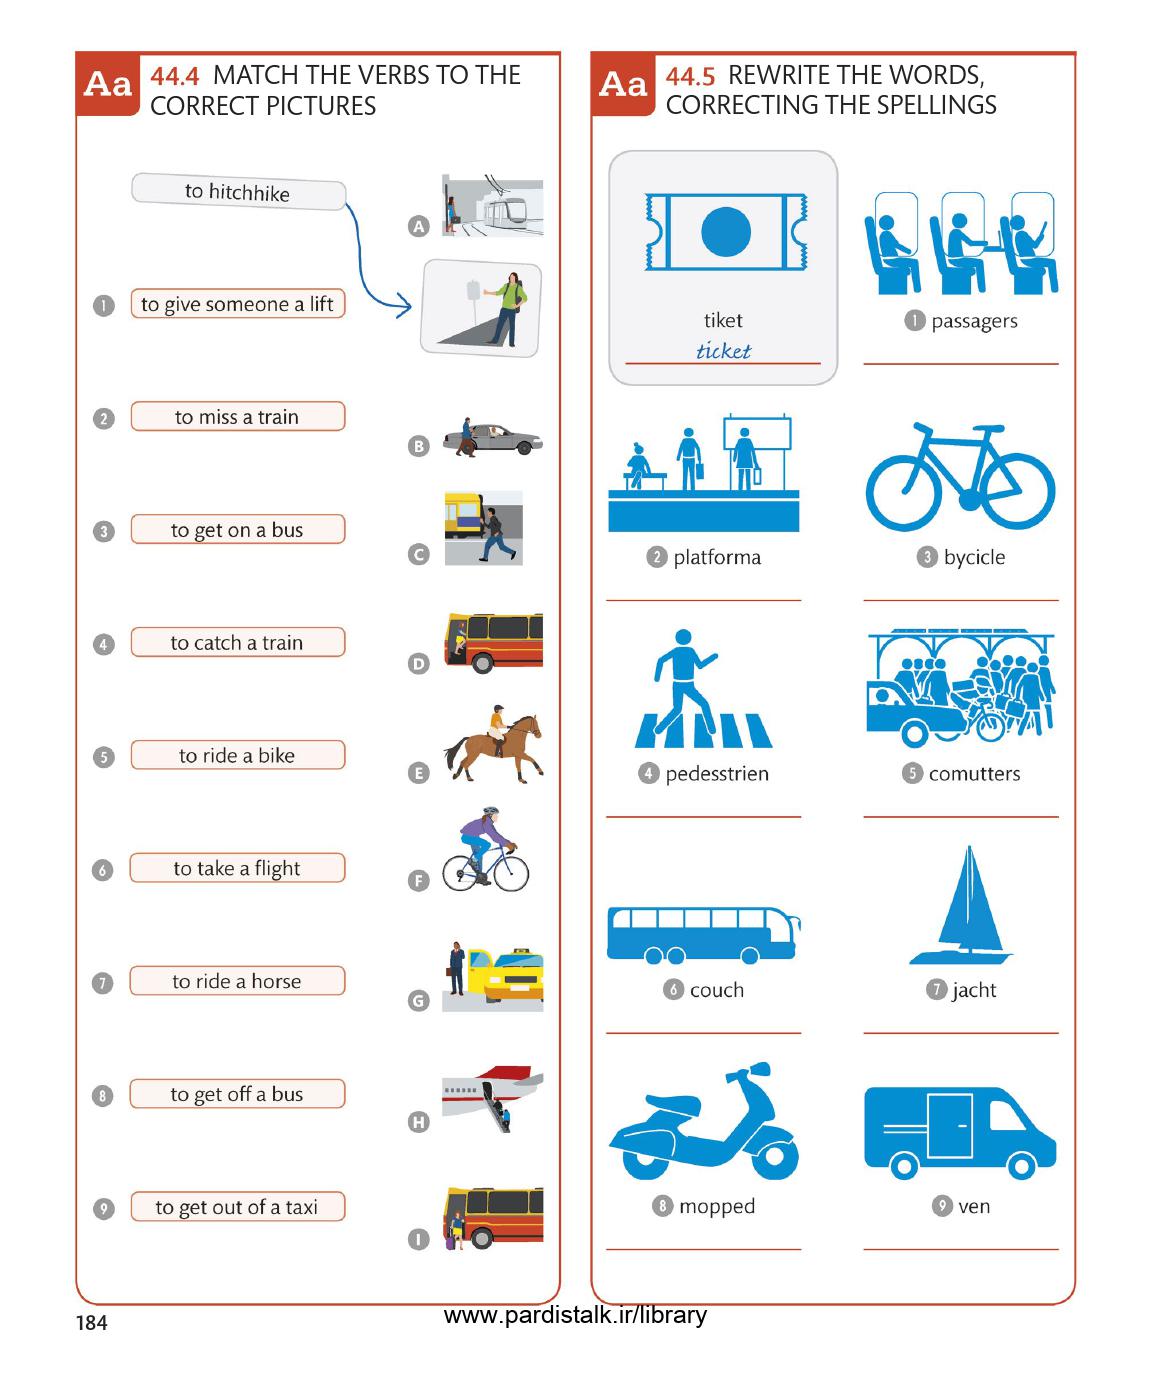 Aa
44.4 MATCH THE VERBS TO THE
CORRECT PICTURES
to hitchhike
A
1 to give someone a lift
2 to miss a train
B
3 to get on a bus
C
4 to catch a train
D
5 to ride a bike
E
6 to take a flight
F
7 to ride a horse
G
8 to get off a bus
H
9 to get out of a taxi
I
Aa
44.5 REWRITE THE WORDS,
CORRECTING THE SPELLINGS
tiket
ticket
1 passagers
2 platforma
3 bycicle
4 pedesstrien
5 comutters
6 couch
7 jacht
8 mopped
9 ven
184
www.pardistalk.ir/library